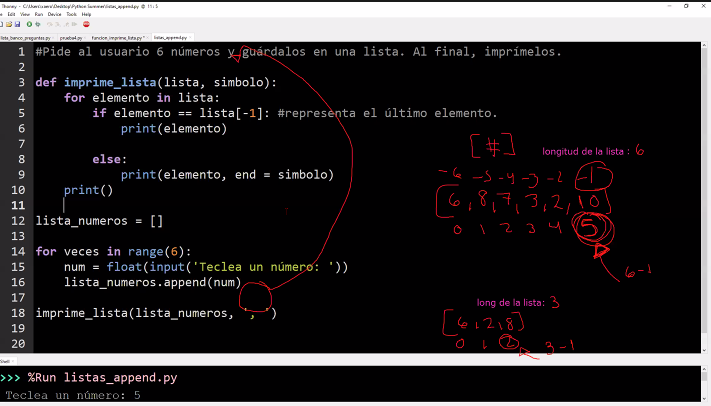 Thonny - C:\Users\suero\Desktop\Python Summer\listas_append.py @ 11 : 5
File Edit View Run Device Tools Help
lista_banco_preguntas.py × prueba4.py × funcion_imprime_lista.py * × listas_append.py ×
1 #Pide al usuario 6 números y guárdalos en una lista. Al final, imprímelos.
2
3 def imprime_lista(lista, simbolo):
4 for elemento in lista:
5 if elemento == lista[-1]: #representa el último elemento.
6 print(elemento)
7
8 else:
9 print(elemento, end = simbolo)
10 print()
11
12 lista_numeros = []
13
14 for veces in range(6):
15 num = float(input('Teclea un número: '))
16 lista_numeros.append(num)
17
18 imprime_lista(lista_numeros, ', ')
19
20
[#]
longitud de la lista : 6
-6 -5 -4 -3 -2 -1
[6, 8, 7, 3, 2, 10]
0 1 2 3 4 5
6-1
long de la lista: 3
[6, 2, 8]
0 1 2 3-1
Shell ×
>>> %Run listas_append.py
Teclea un número: 5